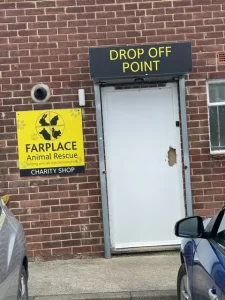 DROP OFF
POINT
FARPLACE
Animal Rescue
CHARITY SHOP